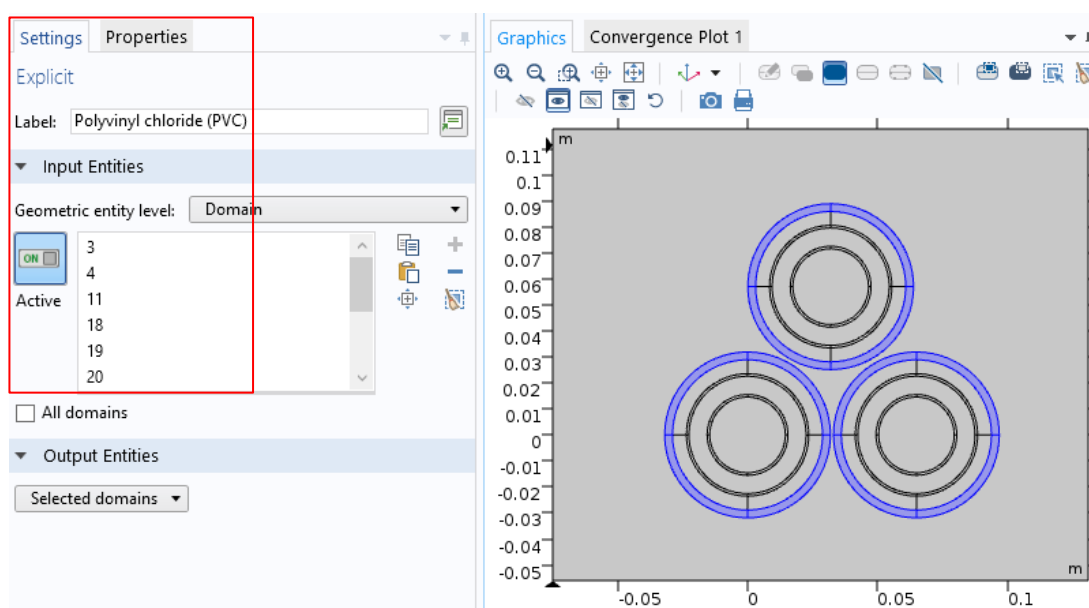 Settings Properties
Explicit
Label: Polyvinyl chloride (PVC)
Input Entities
Geometric entity level: Domain
ON
Active
3
4
11
18
19
20
All domains
Output Entities
Selected domains
Graphics Convergence Plot 1
m
0.11
0.1
0.09
0.08
0.07
0.06
0.05
0.04
0.03
0.02
0.01
0
-0.01
-0.02
-0.03
-0.04
-0.05
m
-0.05 0 0.05 0.1